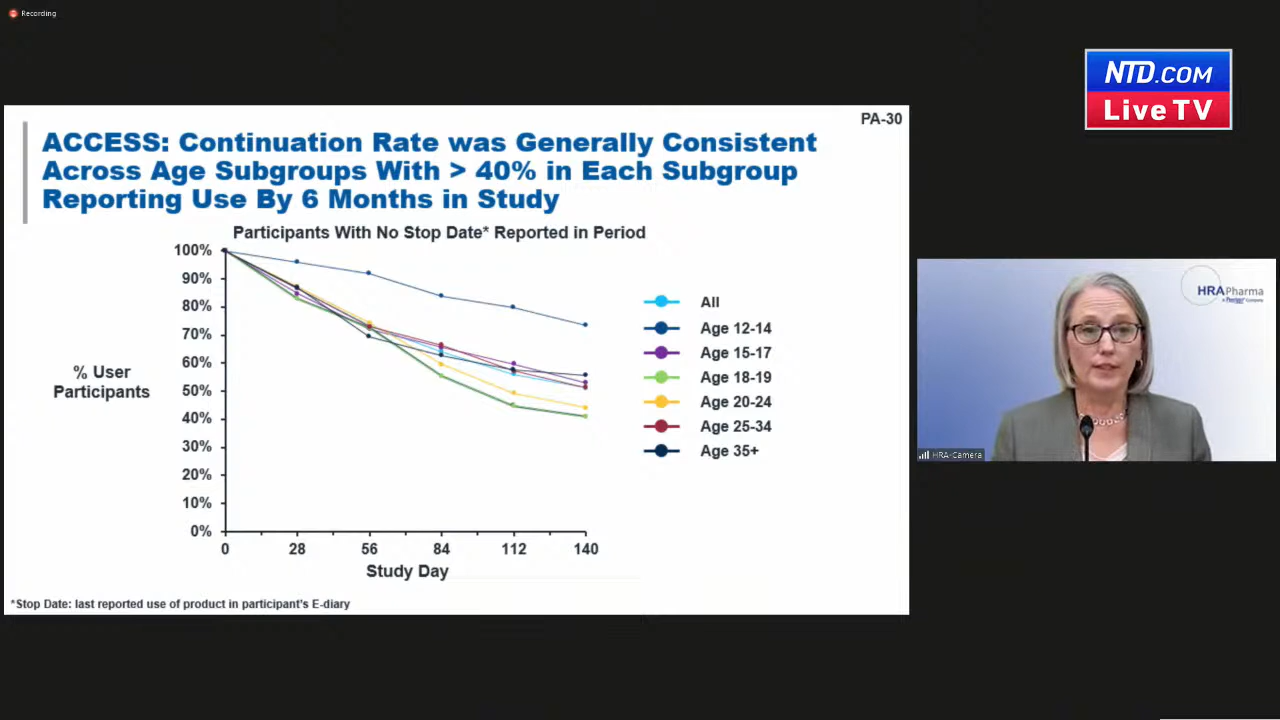 Recording
NTD.COM
Live TV
PA-30
ACCESS: Continuation Rate was Generally Consistent
Across Age Subgroups With > 40% in Each Subgroup
Reporting Use By 6 Months in Study
Participants With No Stop Date* Reported in Period
100%
90%
80%
70%
60%
50%
40%
30%
20%
10%
0%
% User
Participants
0 28 56 84 112 140
Study Day
All
Age 12-14
Age 15-17
Age 18-19
Age 20-24
Age 25-34
Age 35+
*Stop Date: last reported use of product in participant's E-diary
HRA Pharma
A Perrigo Company
HRA-Camera